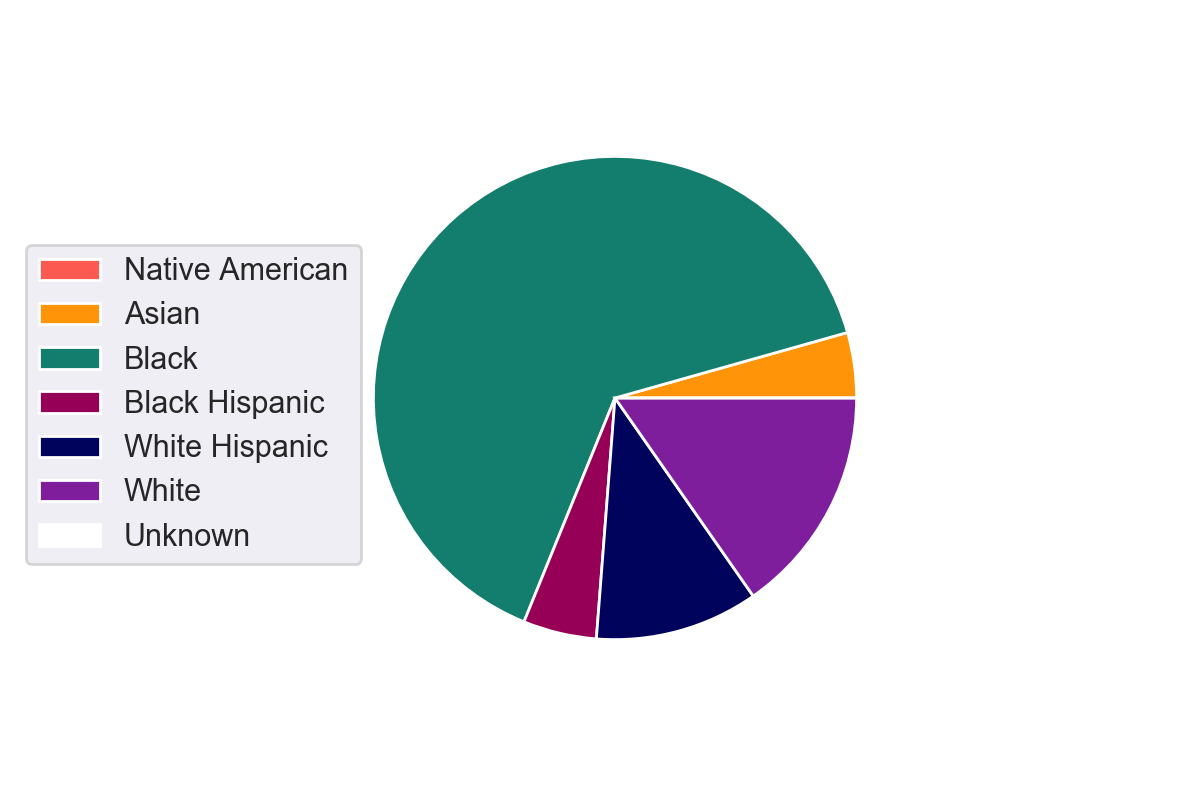 Native American
Asian
Black
Black Hispanic
White Hispanic
White
Unknown